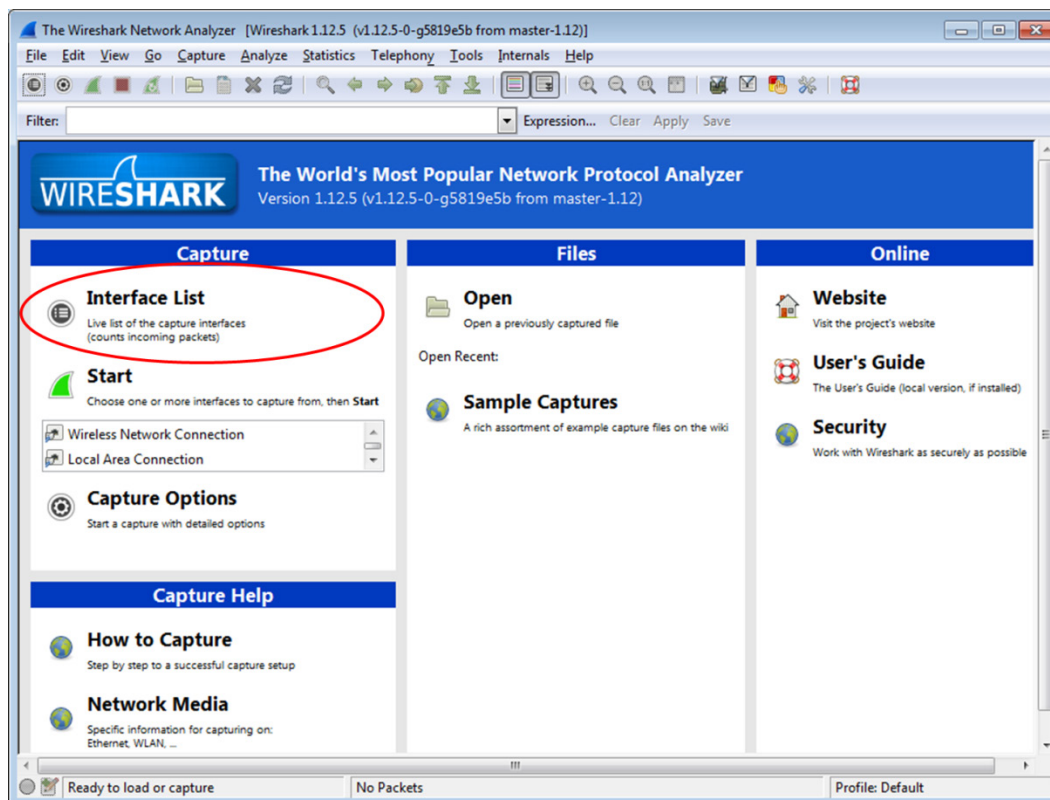 The Wireshark Network Analyzer [Wireshark 1.12.5 (v1.12.5-0-g5819e5b from master-1.12)]
File Edit View Go Capture Analyze Statistics Telephony Tools Internals Help
Filter: Expression... Clear Apply Save
WIRESHARK
The World's Most Popular Network Protocol Analyzer
Version 1.12.5 (v1.12.5-0-g5819e5b from master-1.12)
Capture
Interface List
Live list of the capture interfaces
(counts incoming packets)
Start
Choose one or more interfaces to capture from, then Start
Wireless Network Connection
Local Area Connection
Capture Options
Start a capture with detailed options
Capture Help
How to Capture
Step by step to a successful capture setup
Network Media
Specific information for capturing on:
Ethernet, WLAN, ...
Files
Open
Open a previously captured file
Open Recent:
Sample Captures
A rich assortment of example capture files on the wiki
Online
Website
Visit the project's website
User's Guide
The User's Guide (local version, if installed)
Security
Work with Wireshark as securely as possible
Ready to load or capture
No Packets
Profile: Default